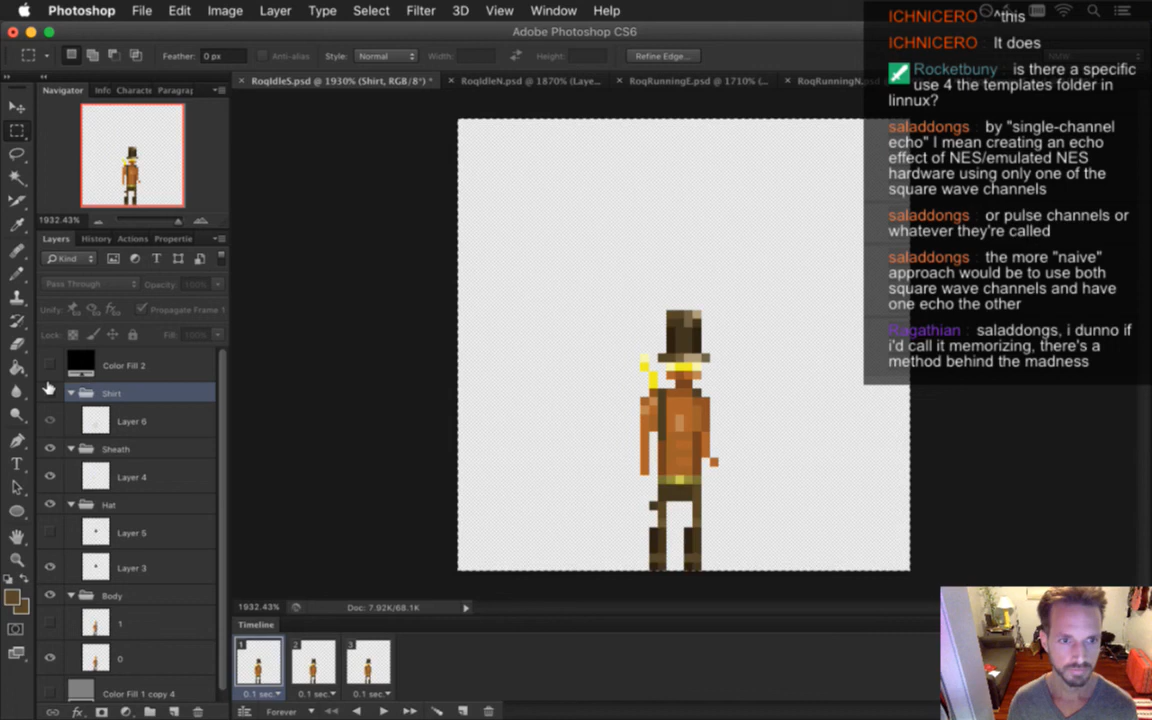 Photoshop File Edit Image Layer Type Select Filter 3D View Window Help
Adobe Photoshop CS6
Feather: 0 px Anti-alias Style: Normal Width: Height: Refine Edge...
RoqIdleS.psd @ 1930% (Shirt, RGB/8*) *
RoqIdleN.psd @ 1870% (Laye...
RoqRunningE.psd @ 1710% (...
RoqRunningN.psd
Navigator Info Characte Paragraj
1932.43%
Layers History Actions Propertie
Kind
Pass Through Opacity: 100%
Unify: Propagate Frame 1
Lock: Fill: 100%
Color Fill 2
Shirt
Layer 6
Sheath
Layer 4
Hat
Layer 5
Layer 3
Body
1
0
Color Fill 1 copy 4
1932.43% Doc: 7.92K/68.1K
Timeline
1 2 3
0.1 sec. 0.1 sec. 0.1 sec.
Forever
ICHNICERO ^this
ICHNICERO : It does
Rocketbuny : is there a specific
use 4 the templates folder in
linnux?
saladdongs : by "single-channel
echo" I mean creating an echo
effect of NES/emulated NES
hardware using only one of the
square wave channels
saladdongs : or pulse channels or
whatever they're called
saladdongs : the more "naive"
approach would be to use both
square wave channels and have
one echo the other
Ragathian : saladdongs, i dunno if
i'd call it memorizing, there's a
method behind the madness